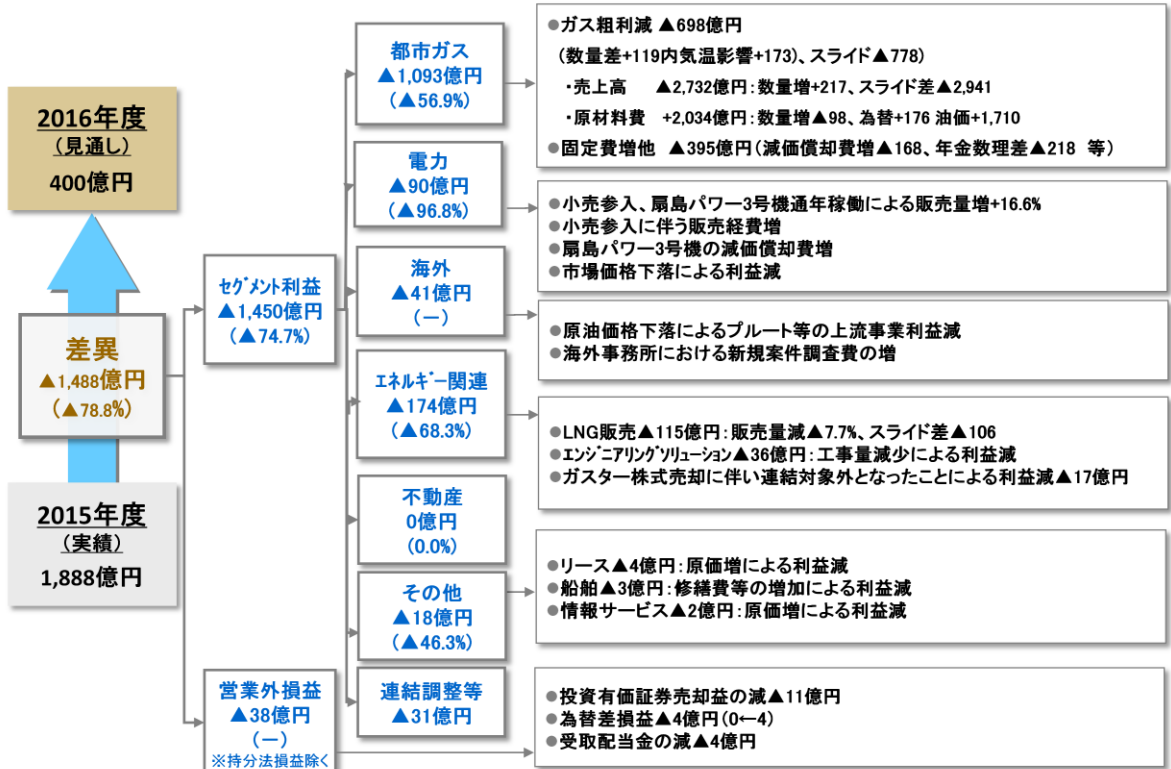 2016年度
(見通し)
400億円
差異
▲1,488億円
(▲78.8%)
2015年度
(実績)
1,888億円
ｾｸﾞﾒﾝﾄ利益
▲1,450億円
(▲74.7%)
営業外損益
▲38億円
(－)
※持分法損益除く
都市ガス
▲1,093億円
(▲56.9%)
電力
▲90億円
(▲96.8%)
海外
▲41億円
(－)
ｴﾈﾙｷﾞｰ関連
▲174億円
(▲68.3%)
不動産
0億円
(0.0%)
その他
▲18億円
(▲46.3%)
連結調整等
▲31億円
●ガス粗利減 ▲698億円
(数量差+119内気温影響+173)、スライド▲778)
・売上高 ▲2,732億円：数量増+217、スライド差▲2,941
・原材料費 +2,034億円：数量増▲98、為替+176 油価+1,710
●固定費増他 ▲395億円(減価償却費増▲168、年金数理差▲218 等)
●小売参入、扇島パワー3号機通年稼働による販売量増+16.6%
●小売参入に伴う販売経費増
●扇島パワー3号機の減価償却費増
●市場価格下落による利益減
●原油価格下落によるプルート等の上流事業利益減
●海外事務所における新規案件調査費の増
●LNG販売▲115億円：販売量減▲7.7%、スライド差▲106
●ｴﾝｼﾞﾆｱﾘﾝｸﾞｿﾘｭｰｼｮﾝ▲36億円：工事量減少による利益減
●ガスター株式売却に伴い連結対象外となったことによる利益減▲17億円
●リース▲4億円：原価増による利益減
●船舶▲3億円：修繕費等の増加による利益減
●情報サービス▲2億円：原価増による利益減
●投資有価証券売却益の減▲11億円
●為替差損益▲4億円(0←4)
●受取配当金の減▲4億円